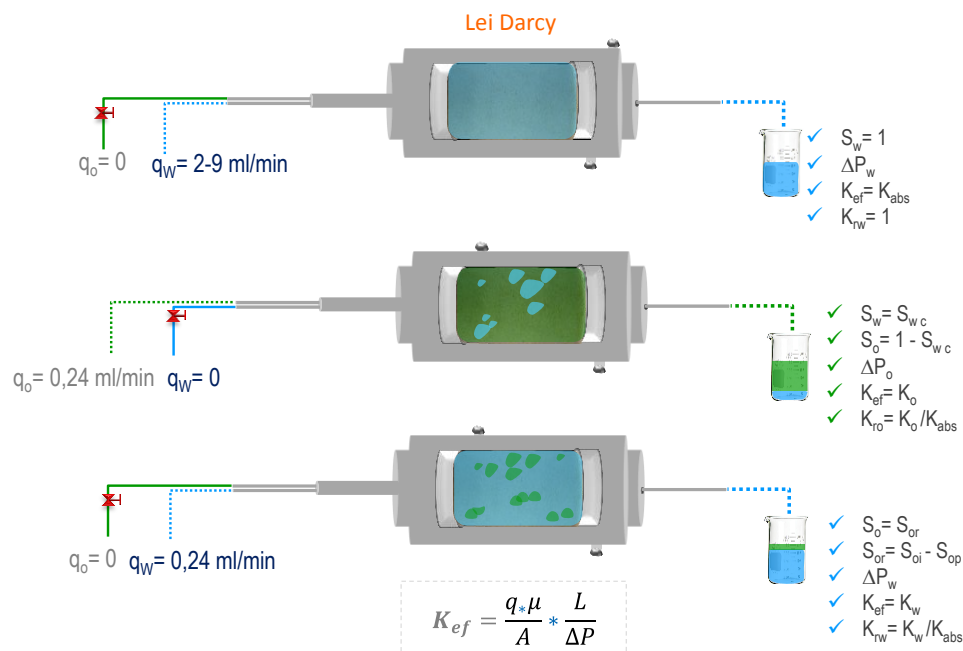 Lei Darcy
qo= 0
qW= 2-9 ml/min
✓ Sw= 1
✓ ΔPw
✓ Kef= Kabs
✓ Krw= 1
qo= 0,24 ml/min
qW= 0
✓ Sw= Swc
✓ So= 1 - Swc
✓ ΔPo
✓ Kef= Ko
✓ Kro= Ko/Kabs
qo= 0
qW= 0,24 ml/min
✓ So= Sor
✓ Sor= Soi - Sop
✓ ΔPw
✓ Kef= Kw
✓ Krw= Kw/Kabs
Kef = q*μ/A * L/ΔP